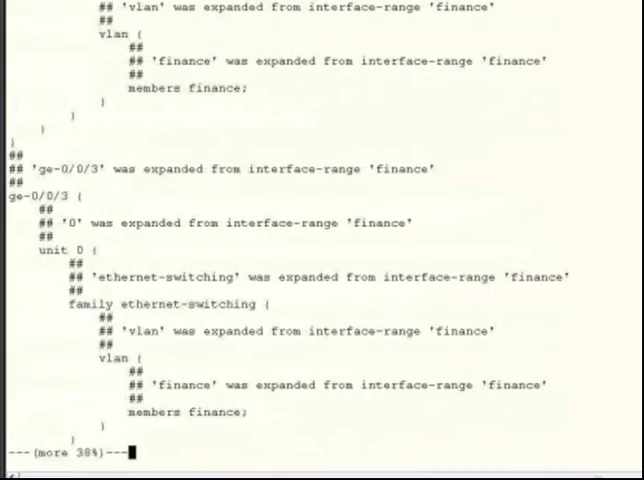 ## 'vlan' was expanded from interface-range 'finance'
##
vlan {
##
## 'finance' was expanded from interface-range 'finance'
##
members finance;
}
}
}
}
##
## 'ge-0/0/3' was expanded from interface-range 'finance'
##
ge-0/0/3 {
##
## '0' was expanded from interface-range 'finance'
##
unit 0 {
##
## 'ethernet-switching' was expanded from interface-range 'finance'
##
family ethernet-switching {
##
## 'vlan' was expanded from interface-range 'finance'
##
vlan {
##
## 'finance' was expanded from interface-range 'finance'
##
members finance;
}
}
---(more 38%)---